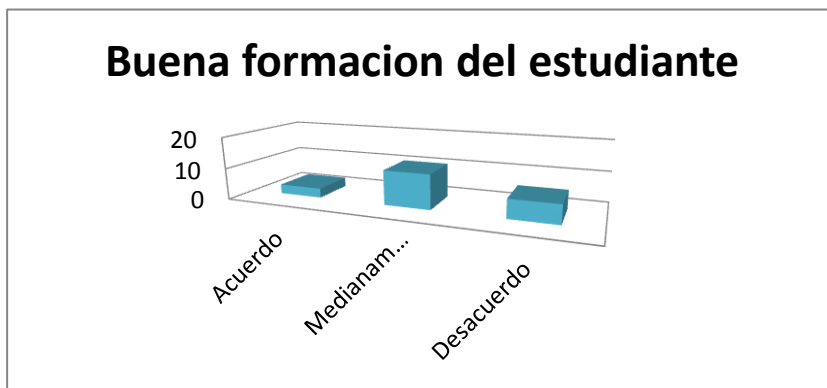 Buena formacion del estudiante
20
10
0
Acuerdo
Medianam...
Desacuerdo